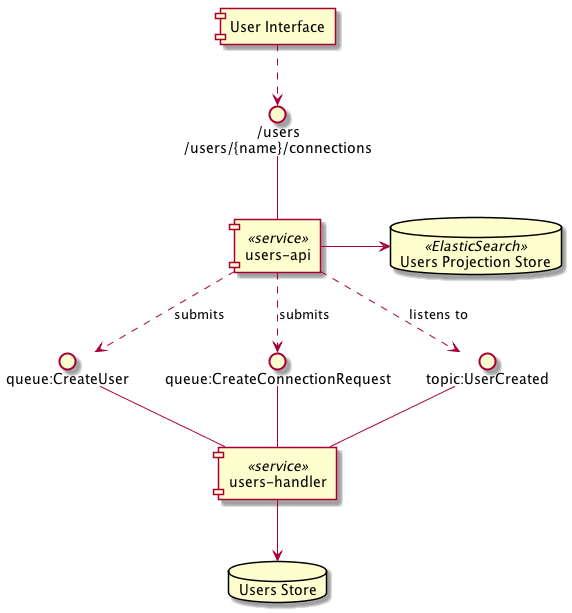 User Interface
/users
/users/{name}/connections
«service»
users-api
«ElasticSearch»
Users Projection Store
submits
submits
listens to
queue:CreateUser
queue:CreateConnectionRequest
topic:UserCreated
«service»
users-handler
Users Store